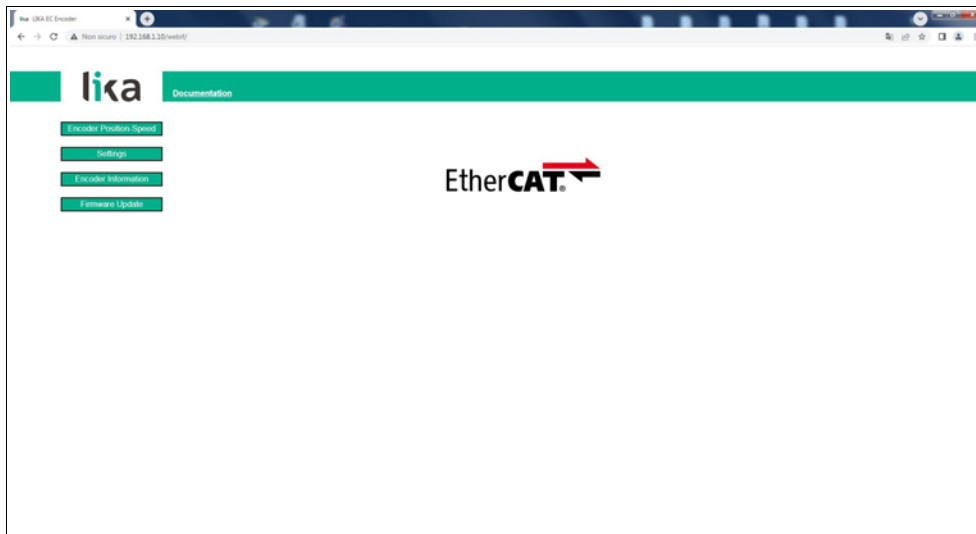 lika LIKA EC Encoder
Non sicuro | 192.168.1.10/webif/
lika
Documentation
Encoder Position-Speed
Settings
Encoder Information
Firmware Update
EtherCAT®